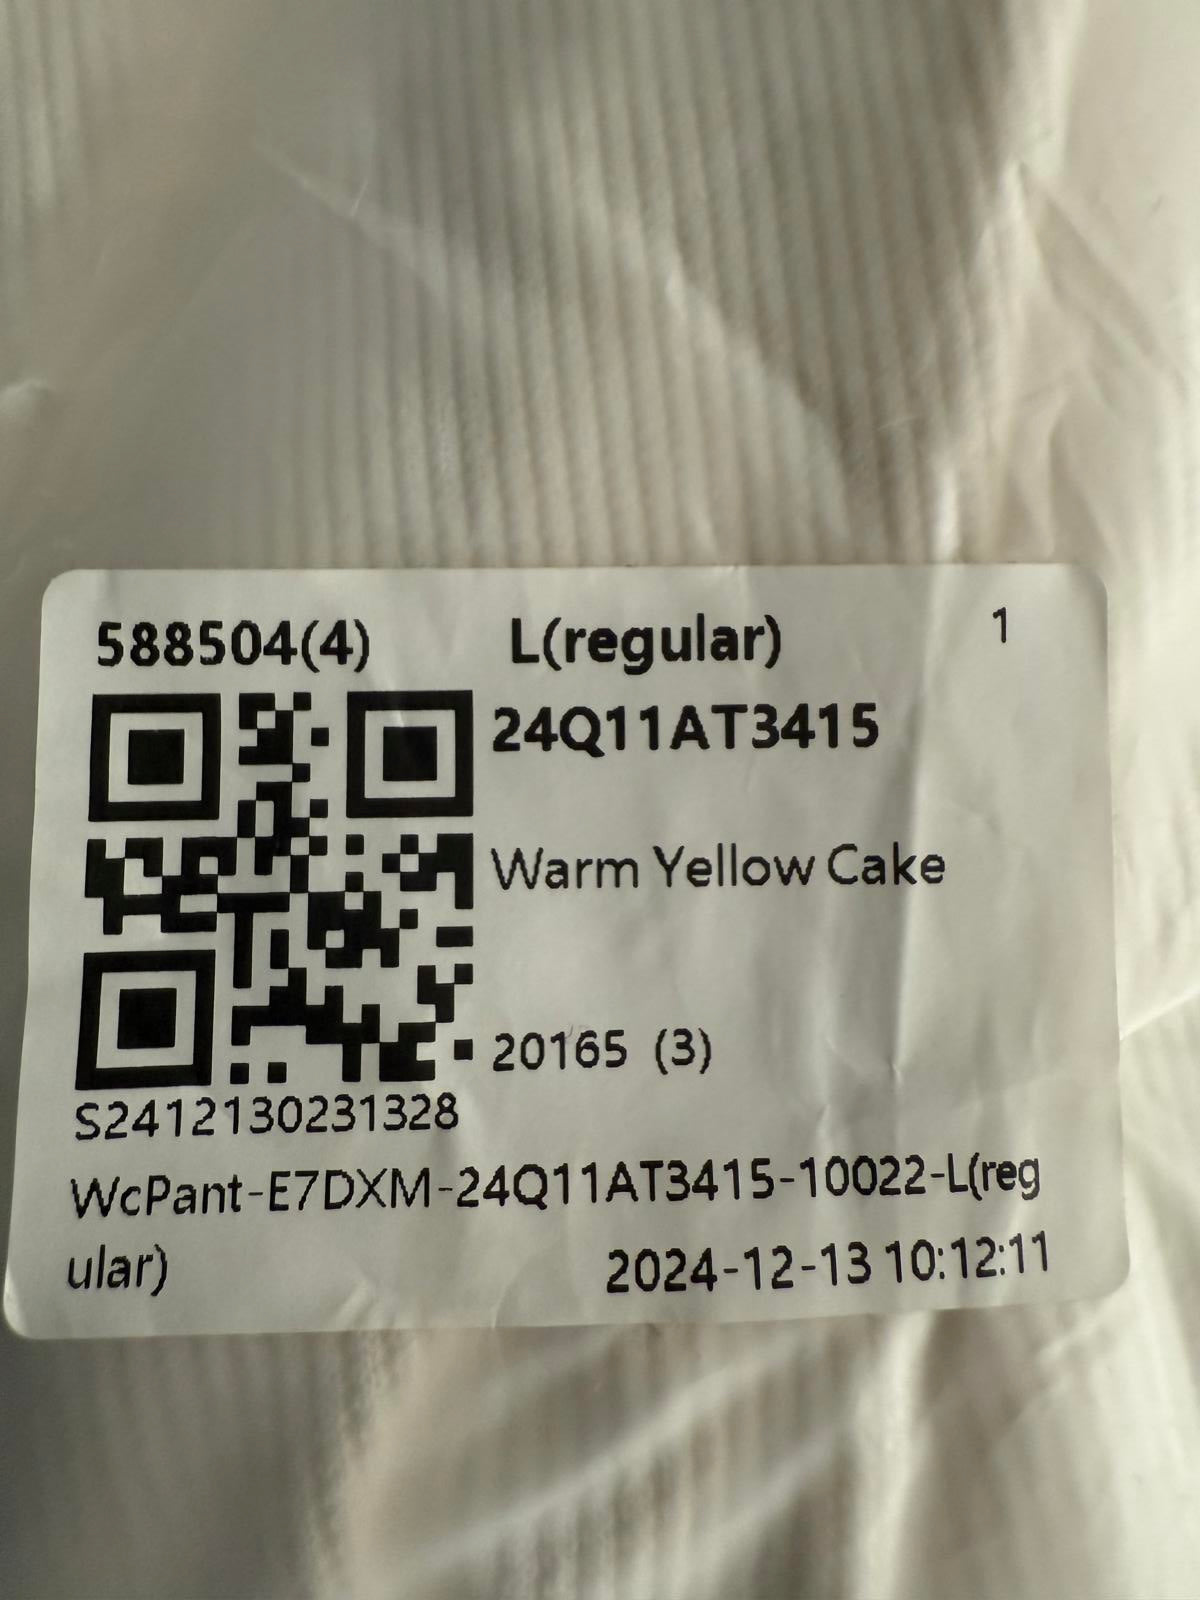 588504(4) L(regular) 1
24Q11AT3415
Warm Yellow Cake
20165 (3)
S2412130231328
WcPant-E7DXM-24Q11AT3415-10022-L(reg
ular) 2024-12-13 10:12:11